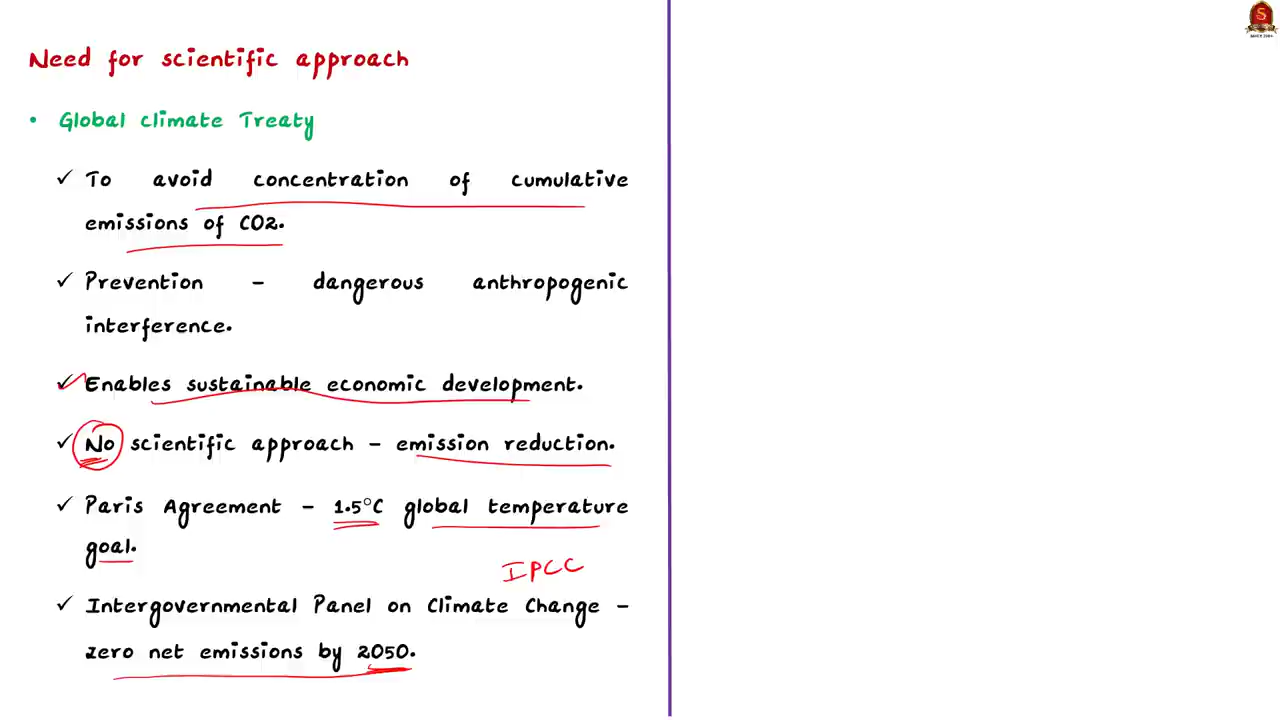 Need for scientific approach
• Global climate Treaty
✓ To avoid concentration of cumulative
emissions of CO2.
✓ Prevention – dangerous anthropogenic
interference.
✓ Enables sustainable economic development.
✓ No scientific approach – emission reduction.
✓ Paris Agreement – 1.5°C global temperature
goal.
IPCC
✓ Intergovernmental Panel on Climate Change –
zero net emissions by 2050.
S